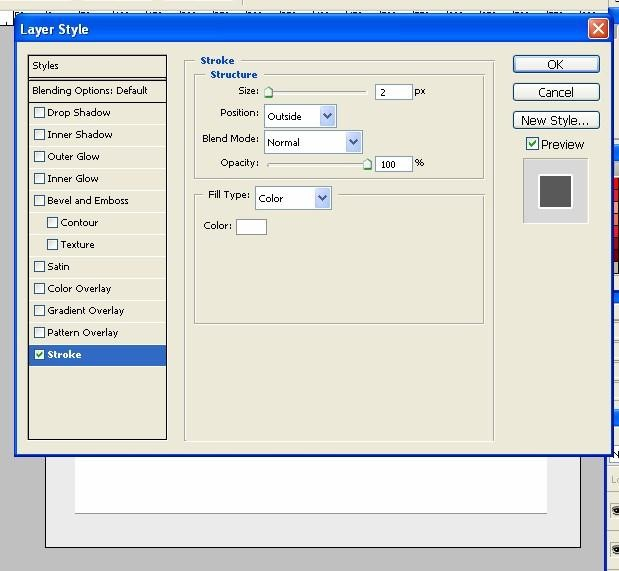 Layer Style
Styles
Blending Options: Default
Drop Shadow
Inner Shadow
Outer Glow
Inner Glow
Bevel and Emboss
Contour
Texture
Satin
Color Overlay
Gradient Overlay
Pattern Overlay
Stroke
Stroke
Structure
Size: 2 px
Position: Outside
Blend Mode: Normal
Opacity: 100 %
Fill Type: Color
Color:
OK
Cancel
New Style...
Preview